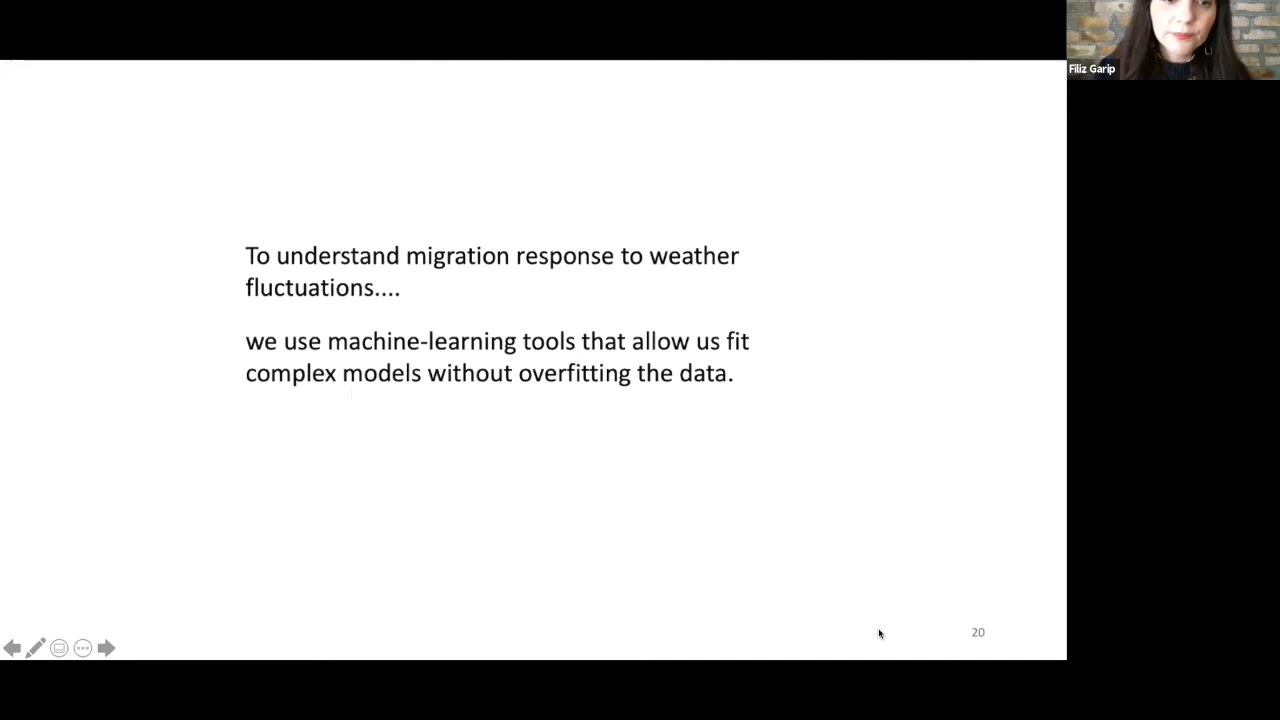 Filiz Garip
To understand migration response to weather
fluctuations....
we use machine-learning tools that allow us fit
complex models without overfitting the data.
20